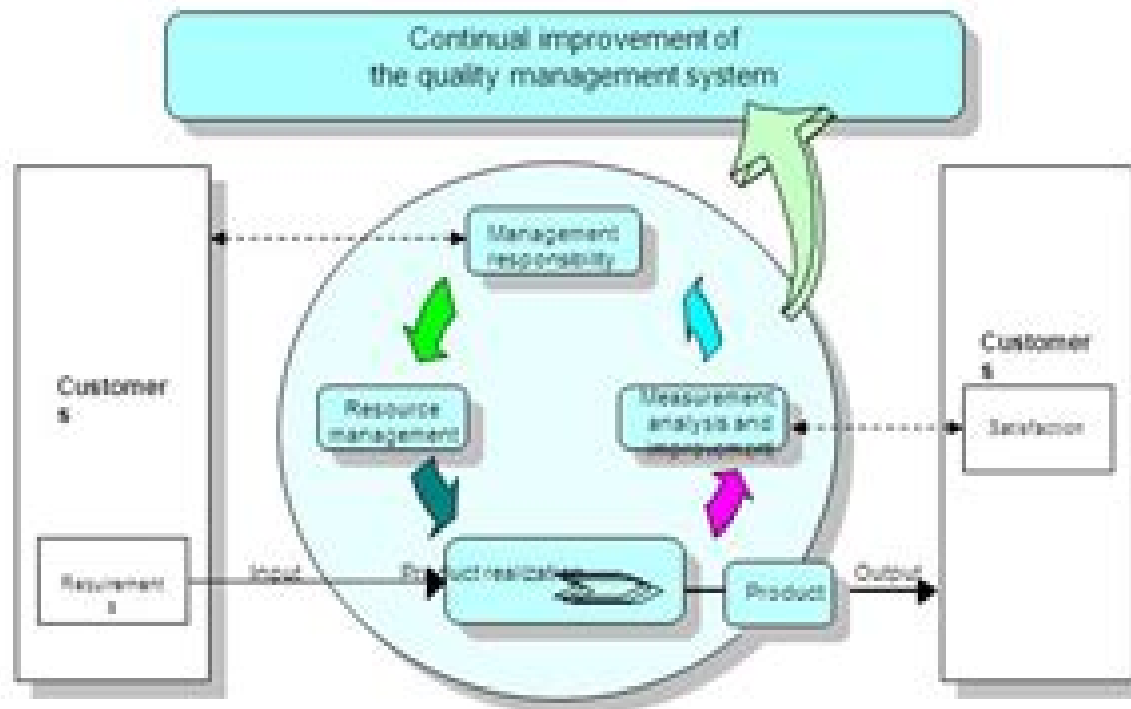 Continual improvement of
the quality management system
Management
responsibility
Customer
s
Customer
s
Resource
management
Measurement,
analysis and
improvement
Satisfaction
Requirement
s
Input
Product realization
Product
Output